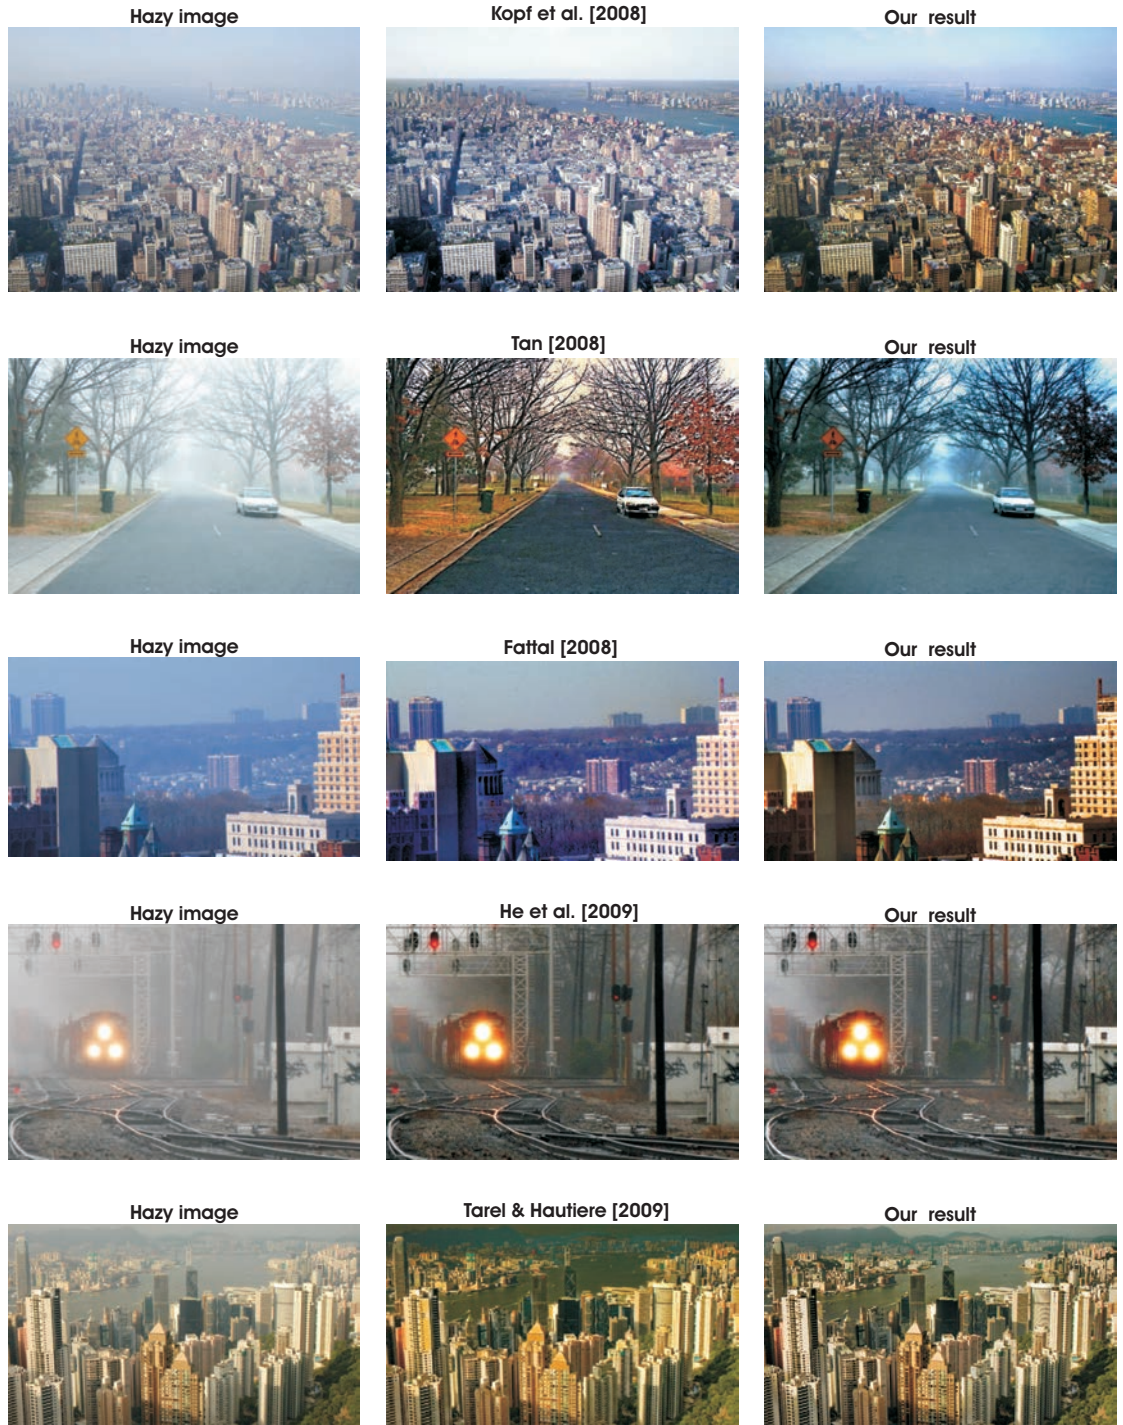 Hazy image
Kopf et al. [2008]
Our result
Hazy image
Tan [2008]
Our result
Hazy image
Fattal [2008]
Our result
Hazy image
He et al. [2009]
Our result
Hazy image
Tarel & Hautiere [2009]
Our result